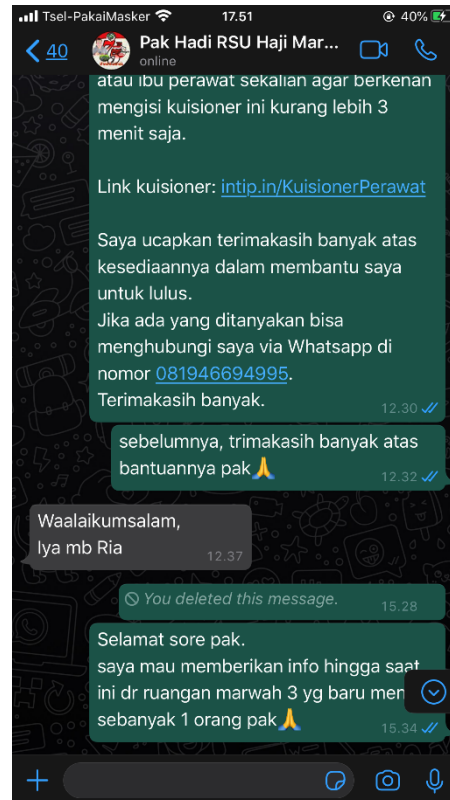 Tsel-PakaiMasker 17.51 40%
40 Pak Hadi RSU Haji Mar...
online
atau ibu perawat sekalian agar berkenan
mengisi kuisioner ini kurang lebih 3
menit saja.
Link kuisioner: intip.in/KuisionerPerawat
Saya ucapkan terimakasih banyak atas
kesediaannya dalam membantu saya
untuk lulus.
Jika ada yang ditanyakan bisa
menghubungi saya via Whatsapp di
nomor 081946694995.
Terimakasih banyak.
12.30
sebelumnya, trimakasih banyak atas
bantuannya pak🙏
12.32
Waalaikumsalam,
Iya mb Ria
12.37
You deleted this message.
15.28
Selamat sore pak.
saya mau memberikan info hingga saat
ini dr ruangan marwah 3 yg baru men
sebanyak 1 orang pak🙏
15.34